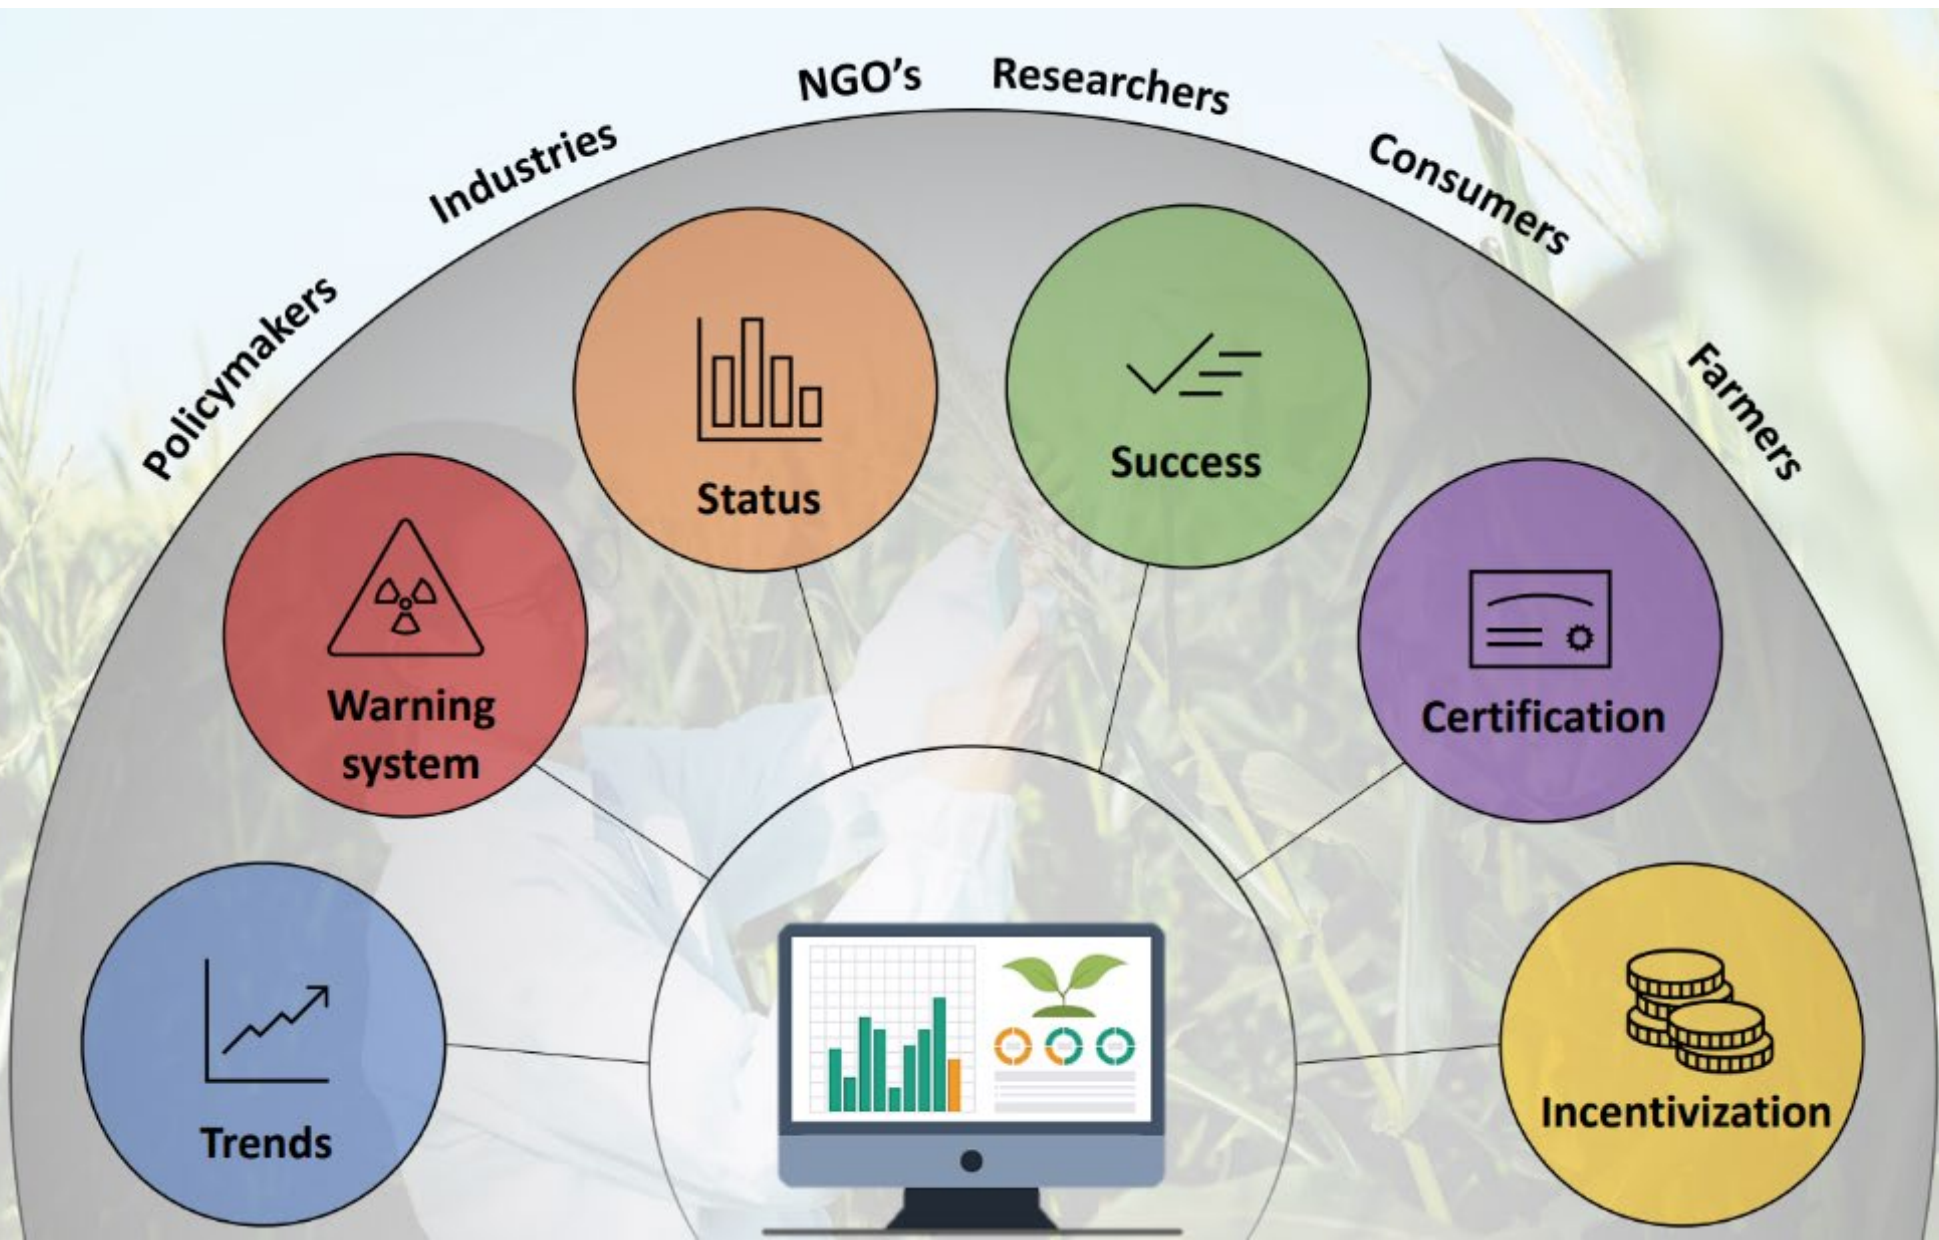 Policymakers
Industries
NGO’s
Researchers
Consumers
Farmers
Trends
Warning
system
Status
Success
Certification
Incentivization